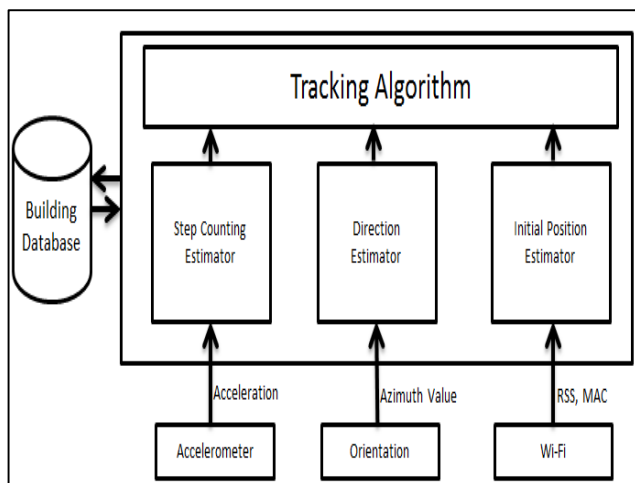 Tracking Algorithm
Building
Database
Step Counting
Estimator
Direction
Estimator
Initial Position
Estimator
Acceleration
Azimuth Value
RSS, MAC
Accelerometer
Orientation
Wi-Fi